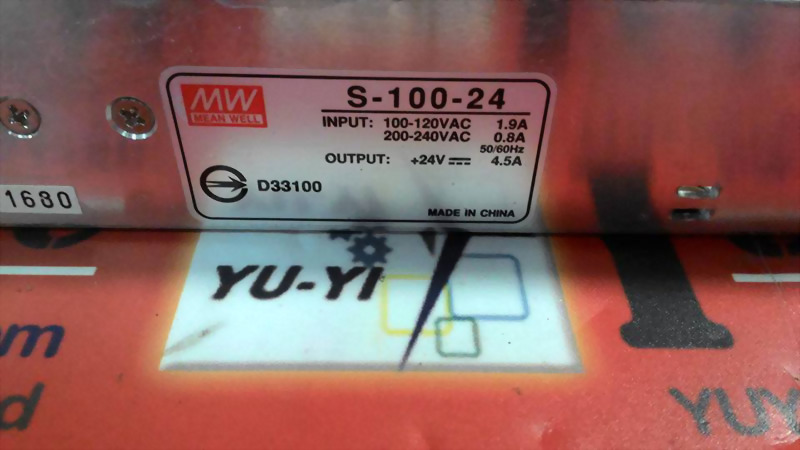 MW
MEAN WELL
S-100-24
INPUT: 100-120VAC 1.9A
200-240VAC 0.8A
50/60Hz
OUTPUT: +24V 4.5A
D33100
MADE IN CHINA
1680
YU-YI
om
d
YUY